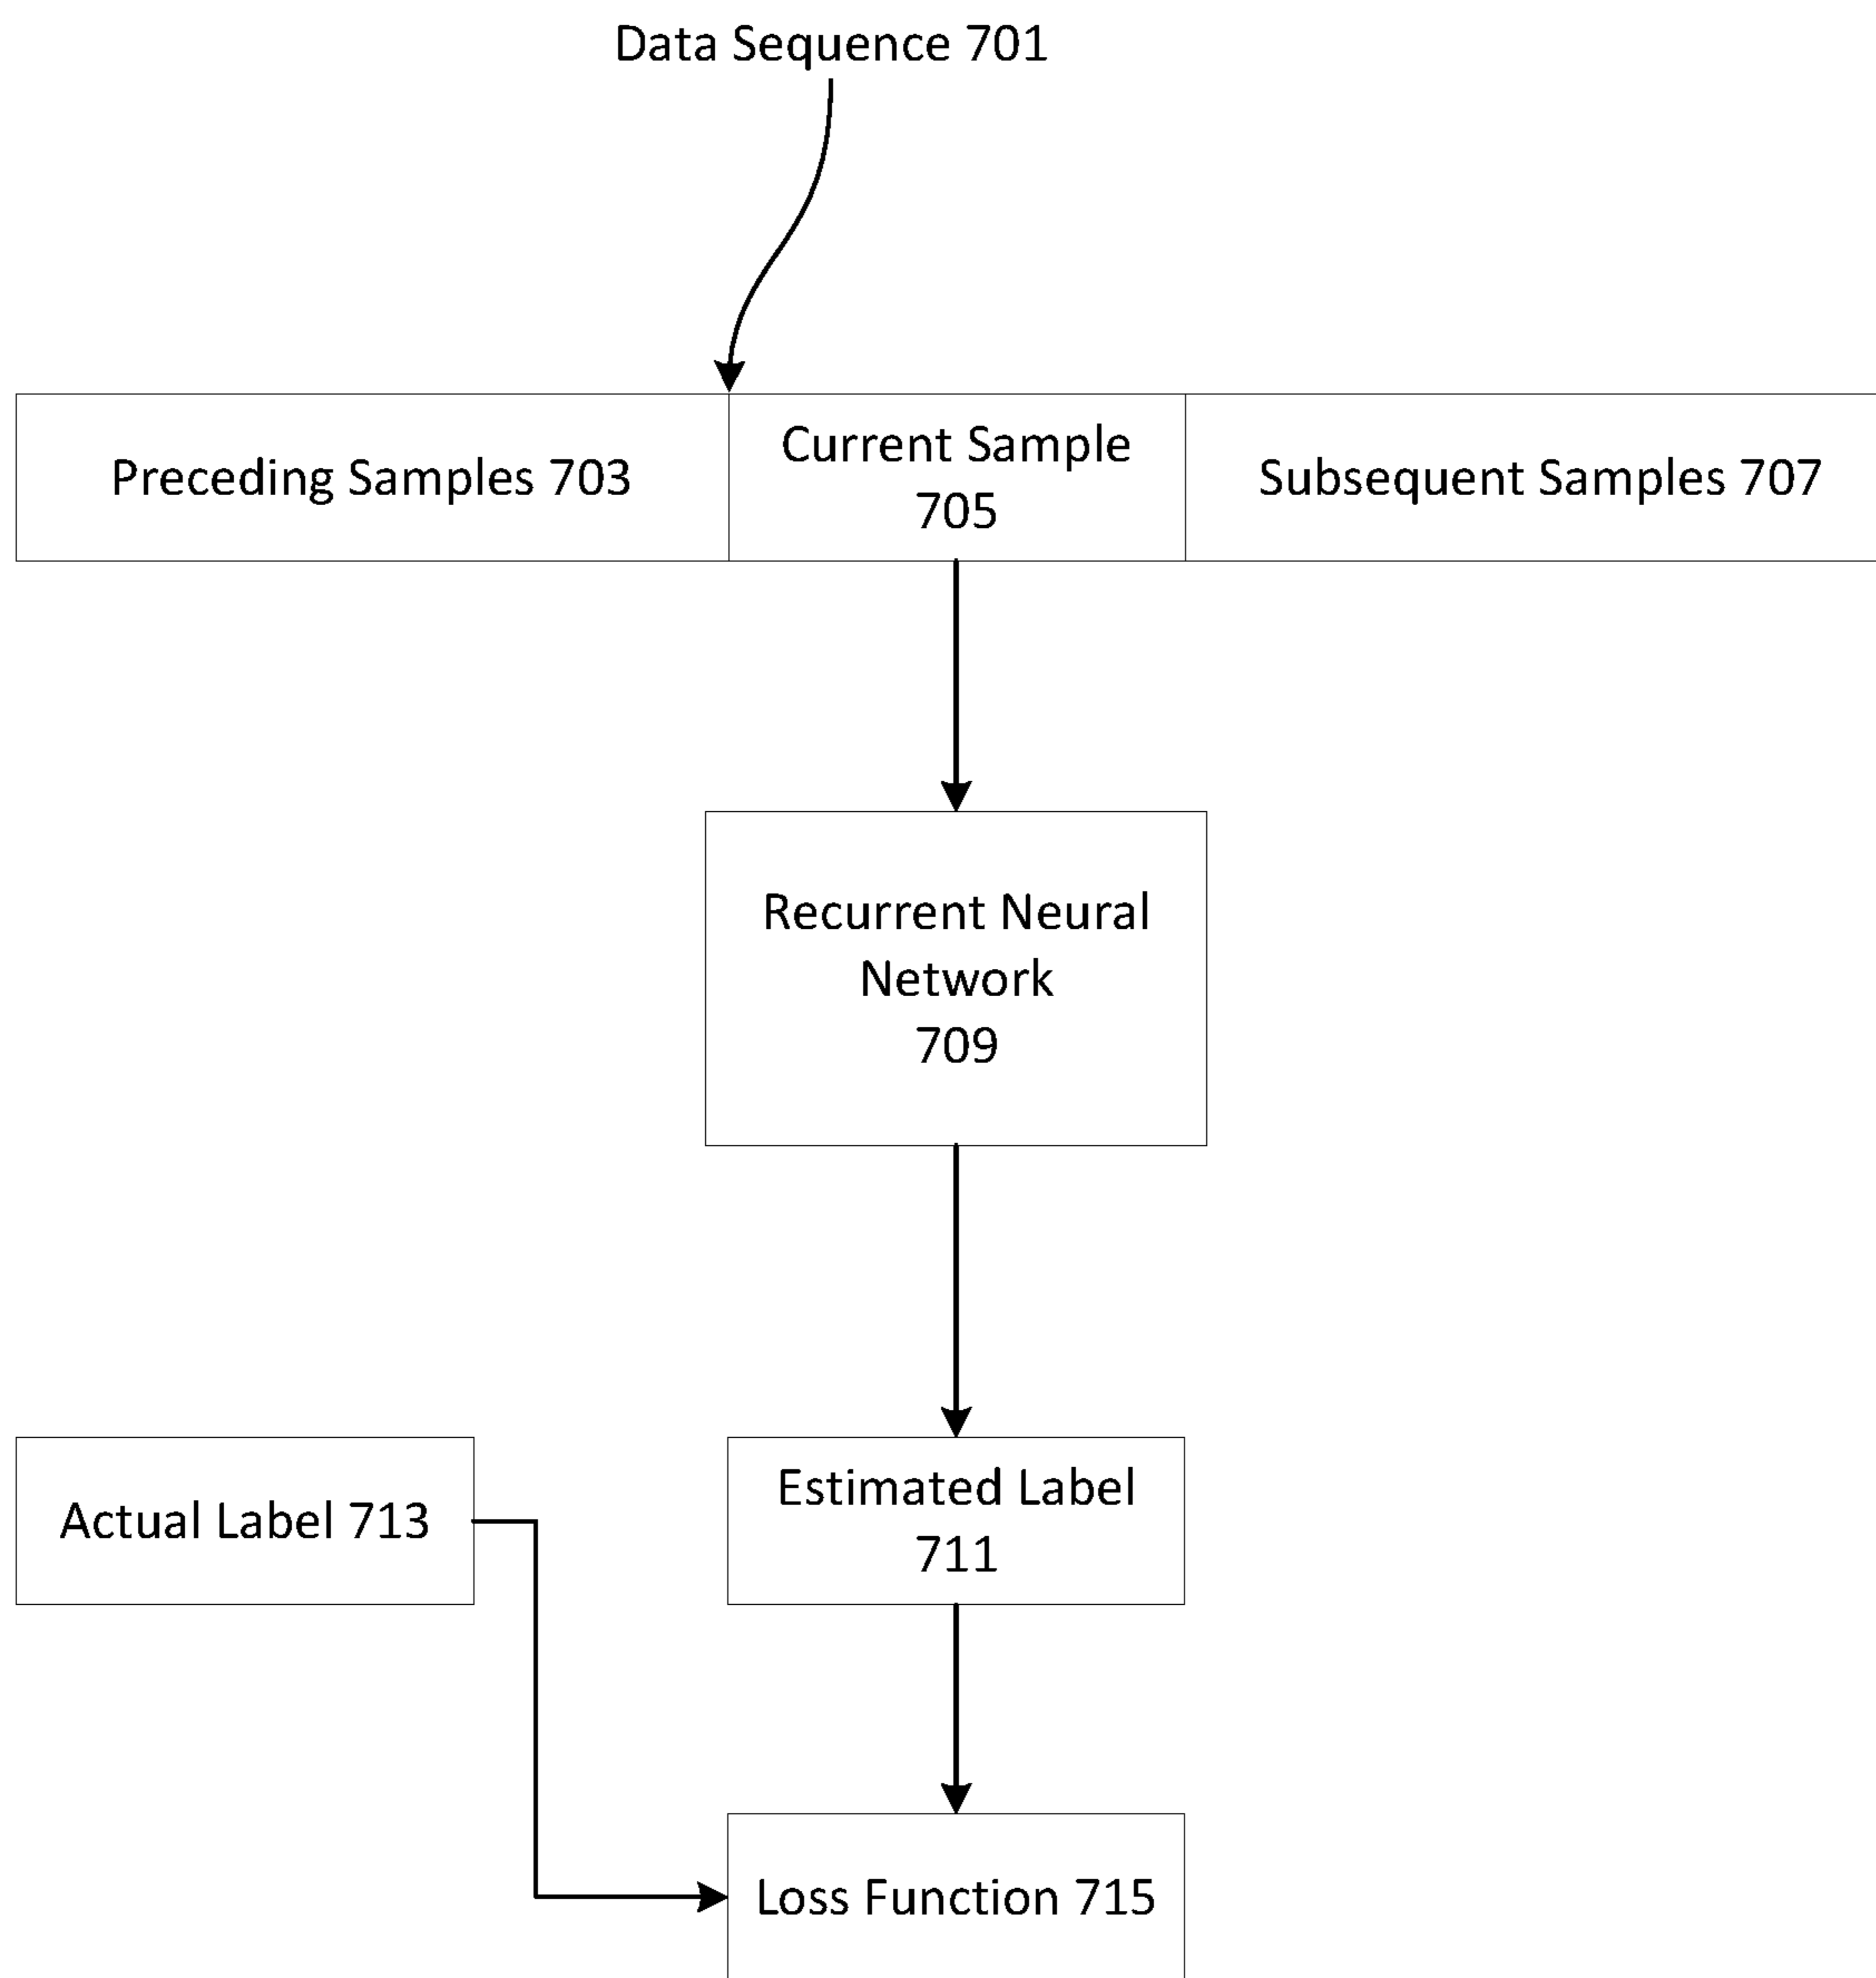 Data Sequence 701
Preceding Samples 703
Current Sample
705
Subsequent Samples 707
Recurrent Neural
Network
709
Actual Label 713
Estimated Label
711
Loss Function 715